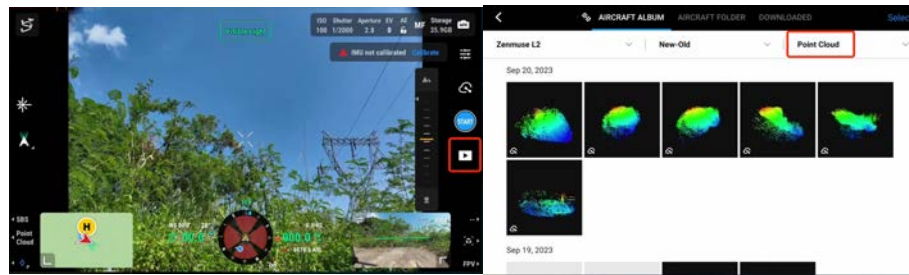 ISO Shutter Aperture EV AF MF Storage
100 1/2000 2.8 0 25.9GB
IMU not calibrated Calibrate
START
SBS
Point
Cloud
H
FPV
AIRCRAFT ALBUM AIRCRAFT FOLDER DOWNLOADED Selec
Zenmuse L2 New-Old Point Cloud
Sep 20, 2023
Sep 19, 2023